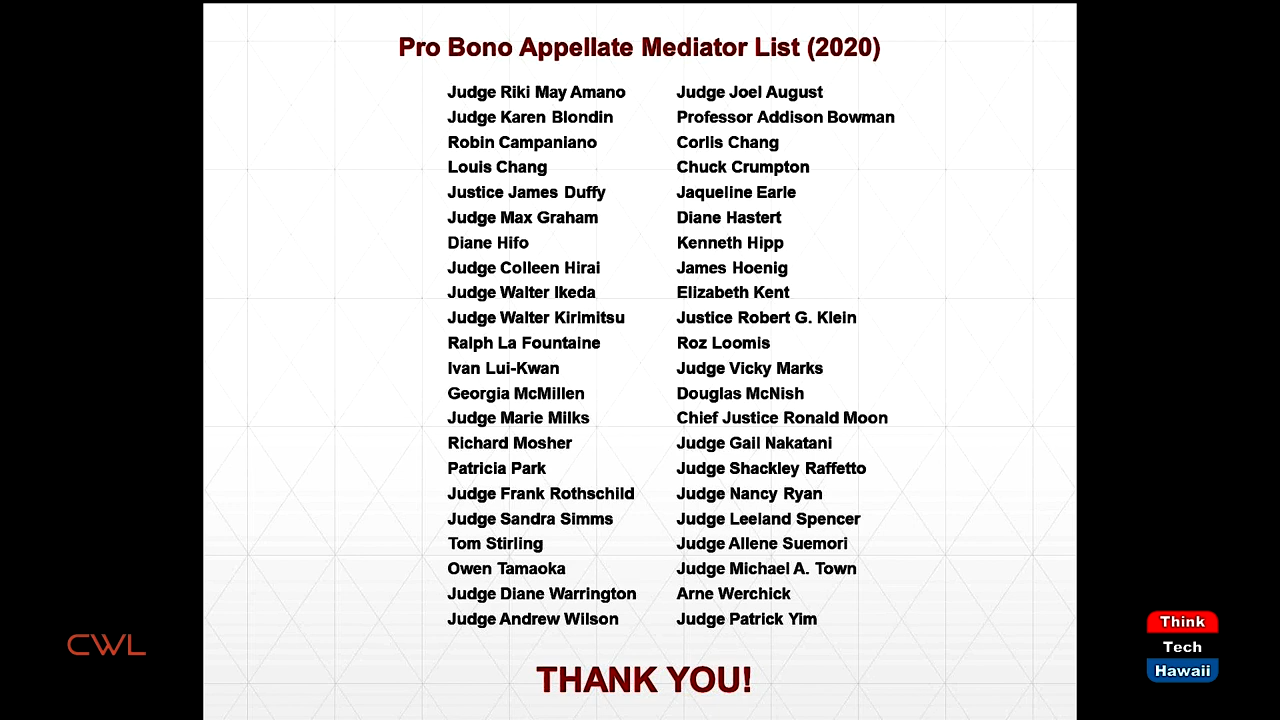 Pro Bono Appellate Mediator List (2020)
Judge Riki May Amano
Judge Karen Blondin
Robin Campaniano
Louis Chang
Justice James Duffy
Judge Max Graham
Diane Hifo
Judge Colleen Hirai
Judge Walter Ikeda
Judge Walter Kirimitsu
Ralph La Fountaine
Ivan Lui-Kwan
Georgia McMillen
Judge Marie Milks
Richard Mosher
Patricia Park
Judge Frank Rothschild
Judge Sandra Simms
Tom Stirling
Owen Tamaoka
Judge Diane Warrington
Judge Andrew Wilson
Judge Joel August
Professor Addison Bowman
Corlis Chang
Chuck Crumpton
Jaqueline Earle
Diane Hastert
Kenneth Hipp
James Hoenig
Elizabeth Kent
Justice Robert G. Klein
Roz Loomis
Judge Vicky Marks
Douglas McNish
Chief Justice Ronald Moon
Judge Gail Nakatani
Judge Shackley Raffetto
Judge Nancy Ryan
Judge Leeland Spencer
Judge Allene Suemori
Judge Michael A. Town
Arne Werchick
Judge Patrick Yim
THANK YOU!
CWL
Think
Tech
Hawaii